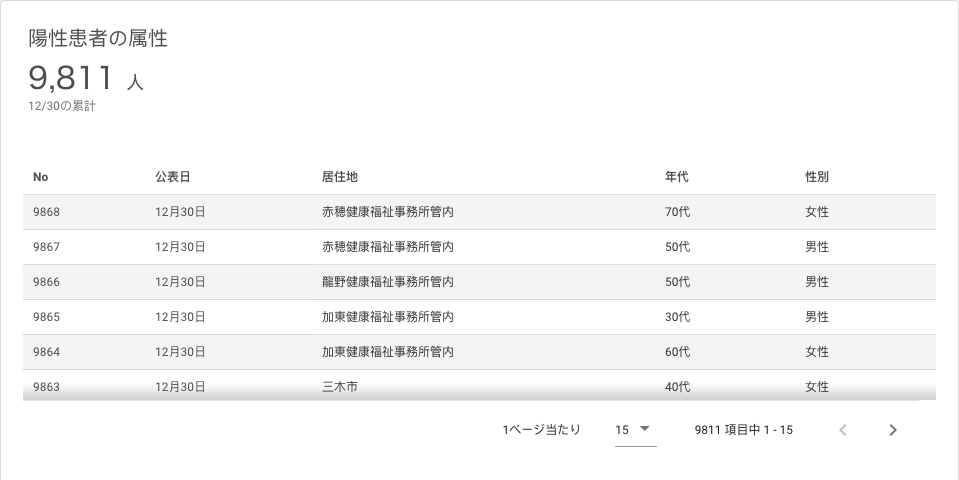 陽性患者の属性
9,811 人
12/30の累計
No 公表日 居住地 年代 性別
9868 12月30日 赤穂健康福祉事務所管内 70代 女性
9867 12月30日 赤穂健康福祉事務所管内 50代 男性
9866 12月30日 龍野健康福祉事務所管内 50代 男性
9865 12月30日 加東健康福祉事務所管内 30代 男性
9864 12月30日 加東健康福祉事務所管内 60代 女性
9863 12月30日 三木市 40代 女性
1ページ当たり 15 9811 項目中 1 - 15